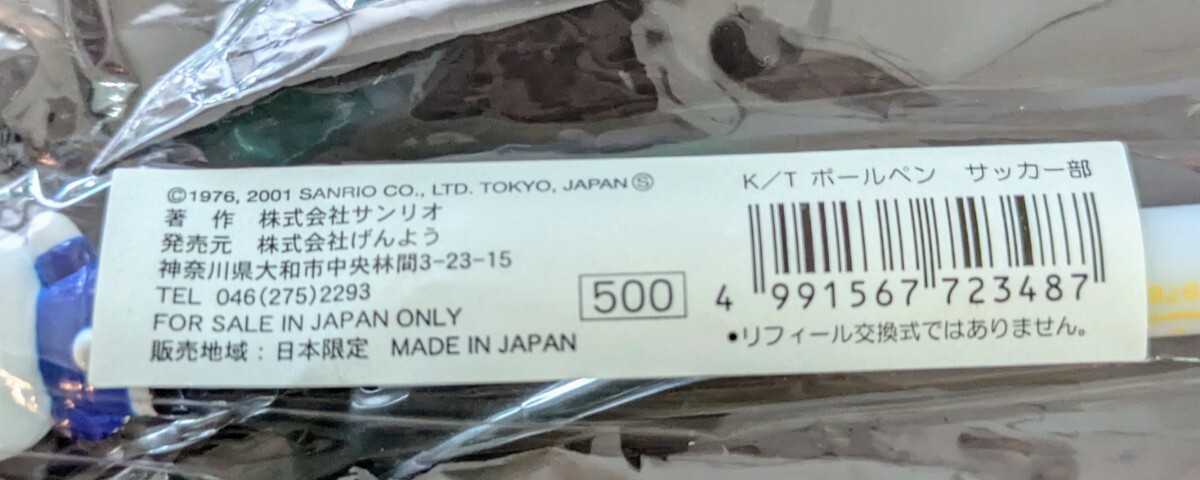 ©1976, 2001 SANRIO CO., LTD. TOKYO, JAPAN Ⓢ
著 作 株式会社サンリオ
発売元 株式会社げんよう
神奈川県大和市中央林間3-23-15
TEL 046(275)2293
FOR SALE IN JAPAN ONLY
販売地域：日本限定 MADE IN JAPAN
500
K/T ボールペン サッカー部
4 991567 723487
•リフィール交換式ではありません。